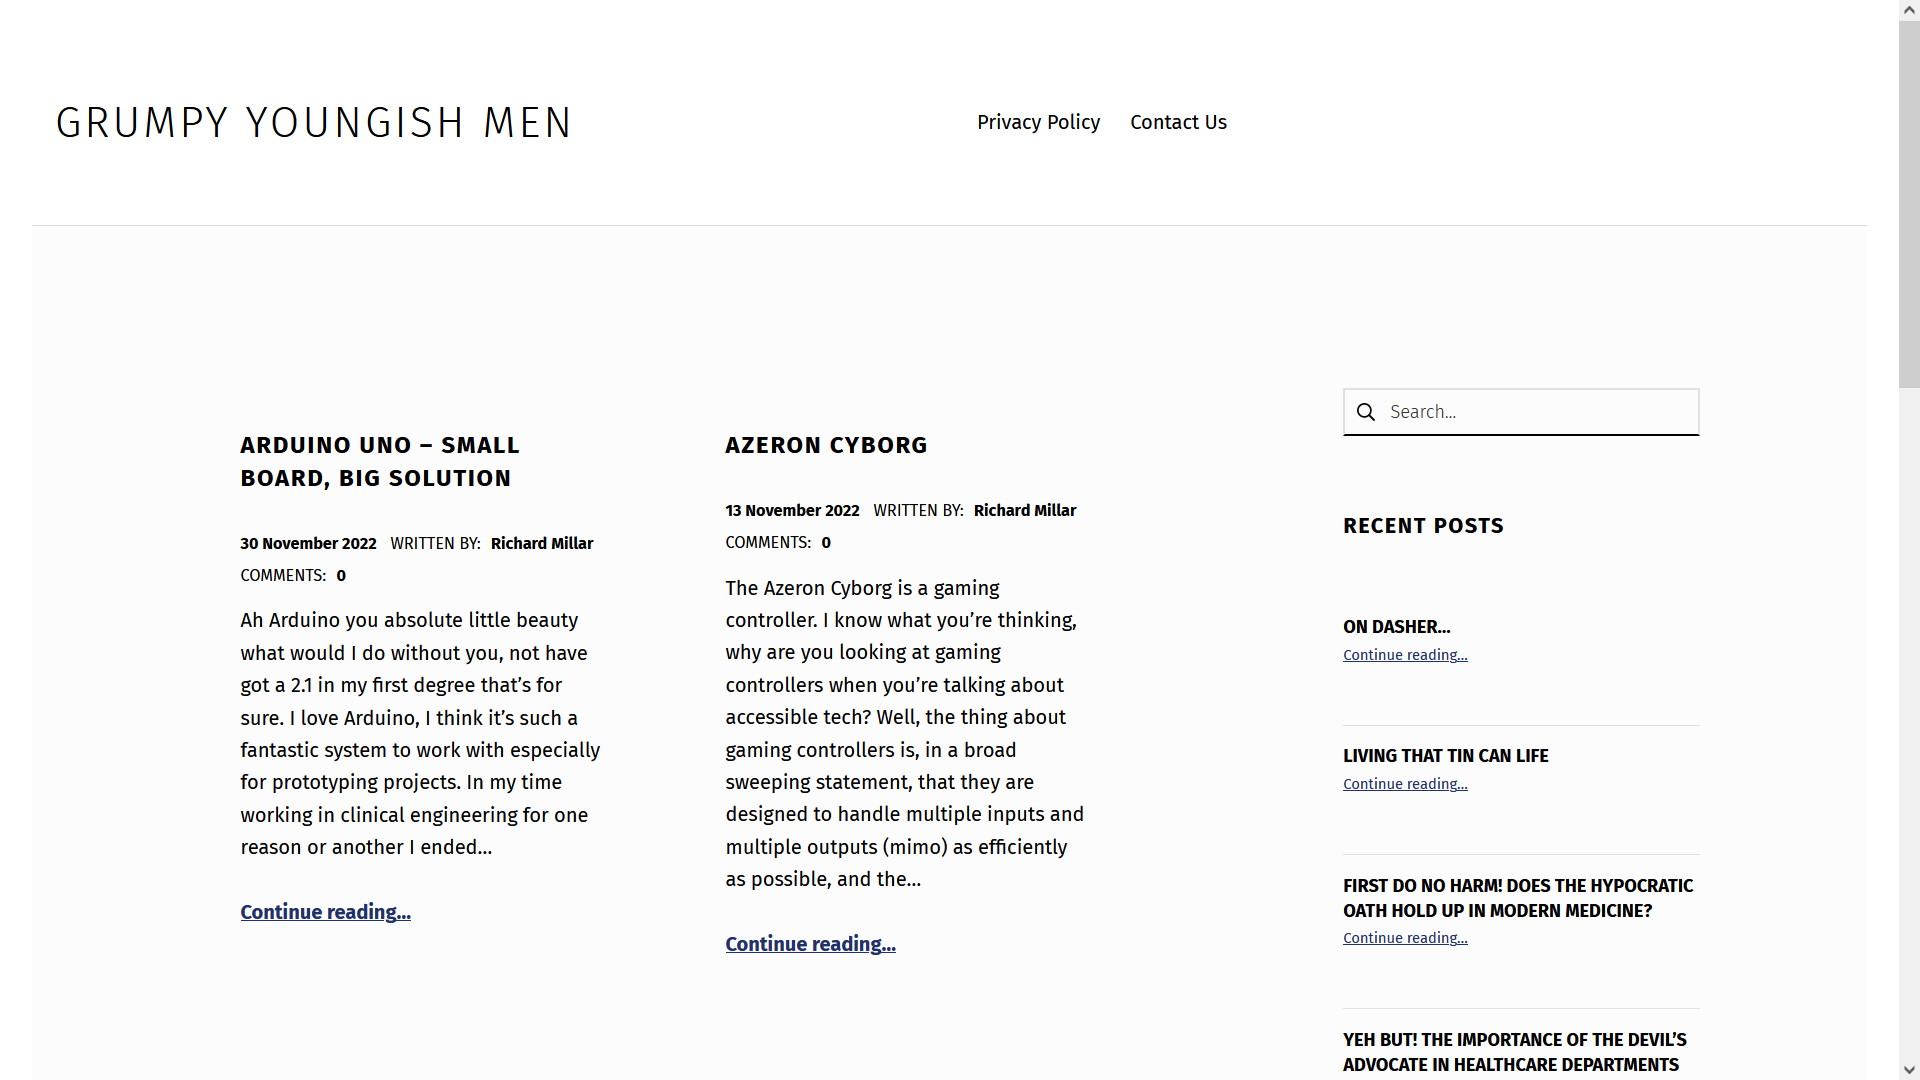 GRUMPY YOUNGISH MEN
Privacy Policy
Contact Us
ARDUINO UNO – SMALL
BOARD, BIG SOLUTION
30 November 2022 WRITTEN BY: Richard Millar
COMMENTS: 0
Ah Arduino you absolute little beauty
what would I do without you, not have
got a 2.1 in my first degree that’s for
sure. I love Arduino, I think it’s such a
fantastic system to work with especially
for prototyping projects. In my time
working in clinical engineering for one
reason or another I ended…
Continue reading…
AZERON CYBORG
13 November 2022 WRITTEN BY: Richard Millar
COMMENTS: 0
The Azeron Cyborg is a gaming
controller. I know what you’re thinking,
why are you looking at gaming
controllers when you’re talking about
accessible tech? Well, the thing about
gaming controllers is, in a broad
sweeping statement, that they are
designed to handle multiple inputs and
multiple outputs (mimo) as efficiently
as possible, and the…
Continue reading…
Search…
RECENT POSTS
ON DASHER…
Continue reading…
LIVING THAT TIN CAN LIFE
Continue reading…
FIRST DO NO HARM! DOES THE HYPOCRATIC
OATH HOLD UP IN MODERN MEDICINE?
Continue reading…
YEH BUT! THE IMPORTANCE OF THE DEVIL’S
ADVOCATE IN HEALTHCARE DEPARTMENTS